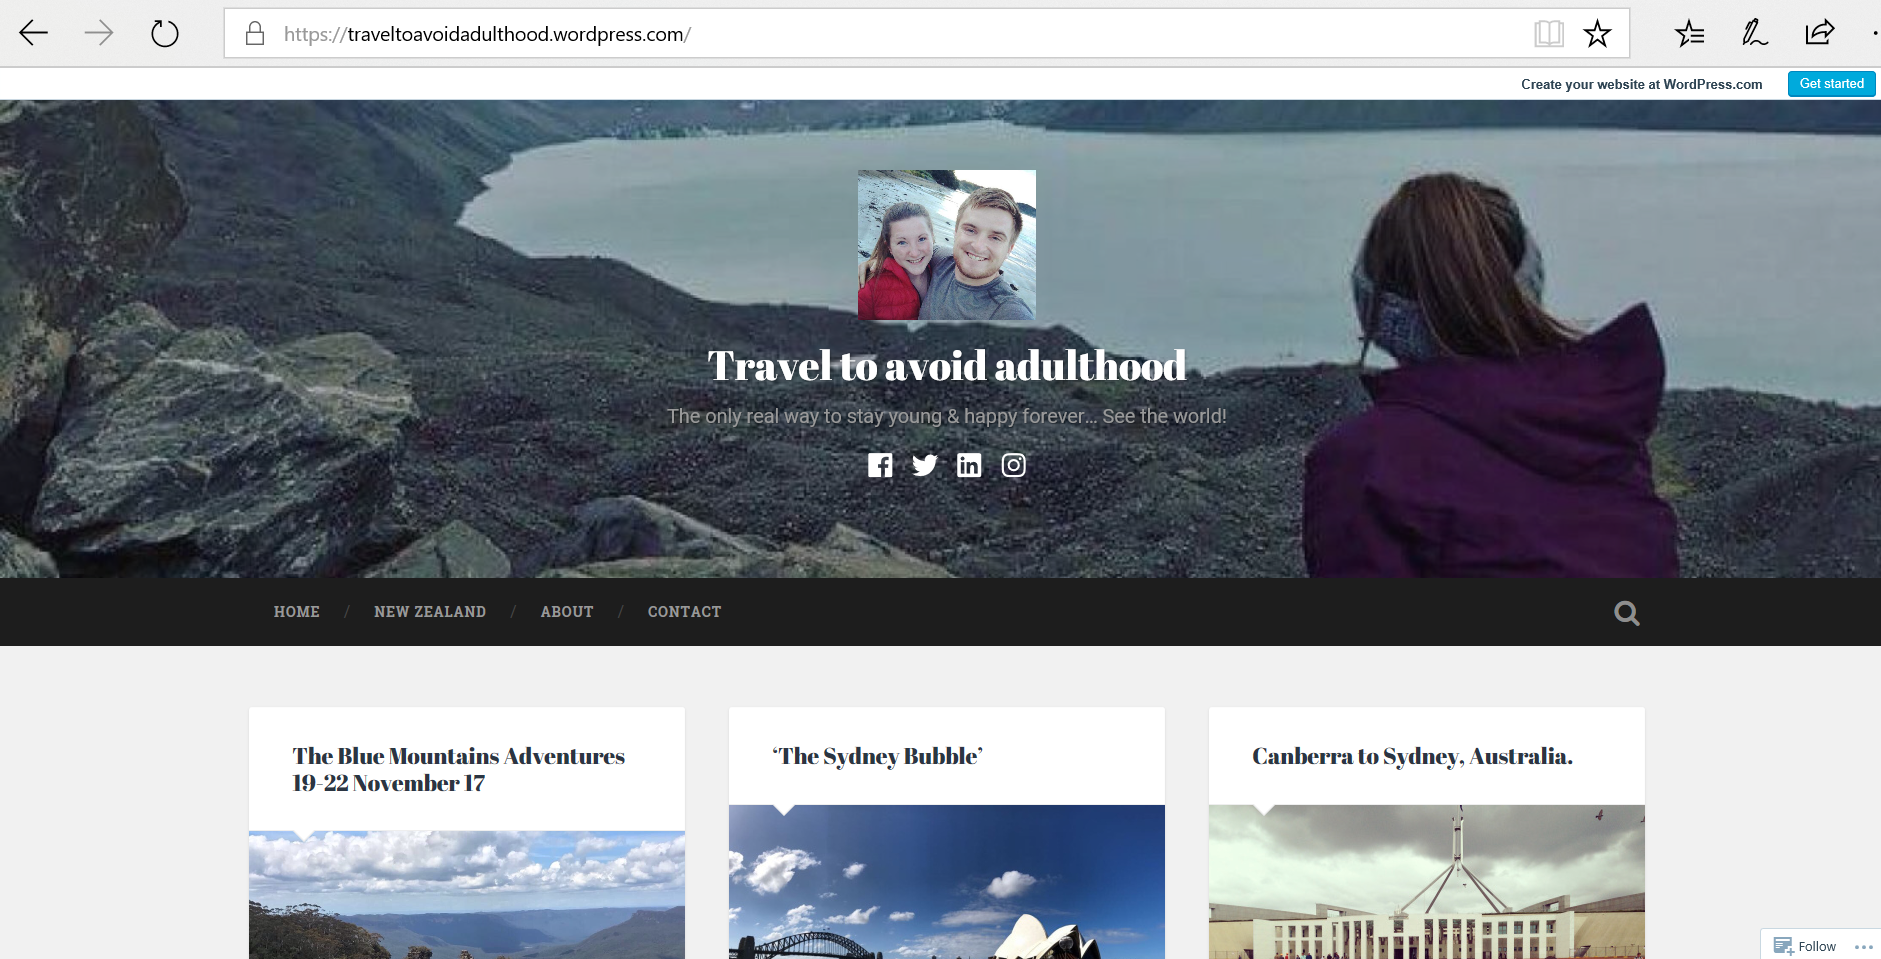 https://traveltoavoidadulthood.wordpress.com/
Create your website at WordPress.com
Get started
Travel to avoid adulthood
The only real way to stay young & happy forever... See the world!
HOME / NEW ZEALAND / ABOUT / CONTACT
The Blue Mountains Adventures
19-22 November 17
‘The Sydney Bubble’
Canberra to Sydney, Australia.
Follow